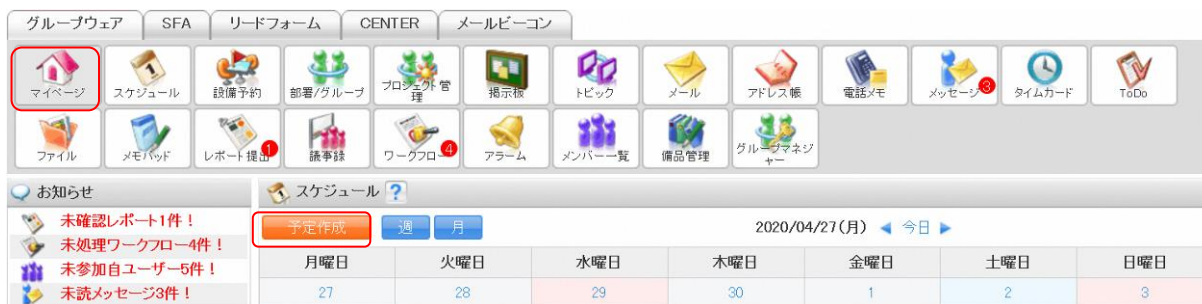 グループウェア SFA リードフォーム CENTER メールビーコン
マイページ スケジュール 設備予約 部署/グループ プロジェクト管理 掲示板 トピック メール アドレス帳 電話メモ メッセージ 3 タイムカード ToDo
ファイル メモパッド レポート提出 1 議事録 ワークフロー 4 アラーム メンバー一覧 備品管理 グループマネジャー
お知らせ スケジュール ?
未確認レポート1件！ 予定作成 週 月 2020/04/27(月) 今日
未処理ワークフロー4件！
未参加自ユーザー5件！ 月曜日 火曜日 水曜日 木曜日 金曜日 土曜日 日曜日
未読メッセージ3件！ 27 28 29 30 1 2 3